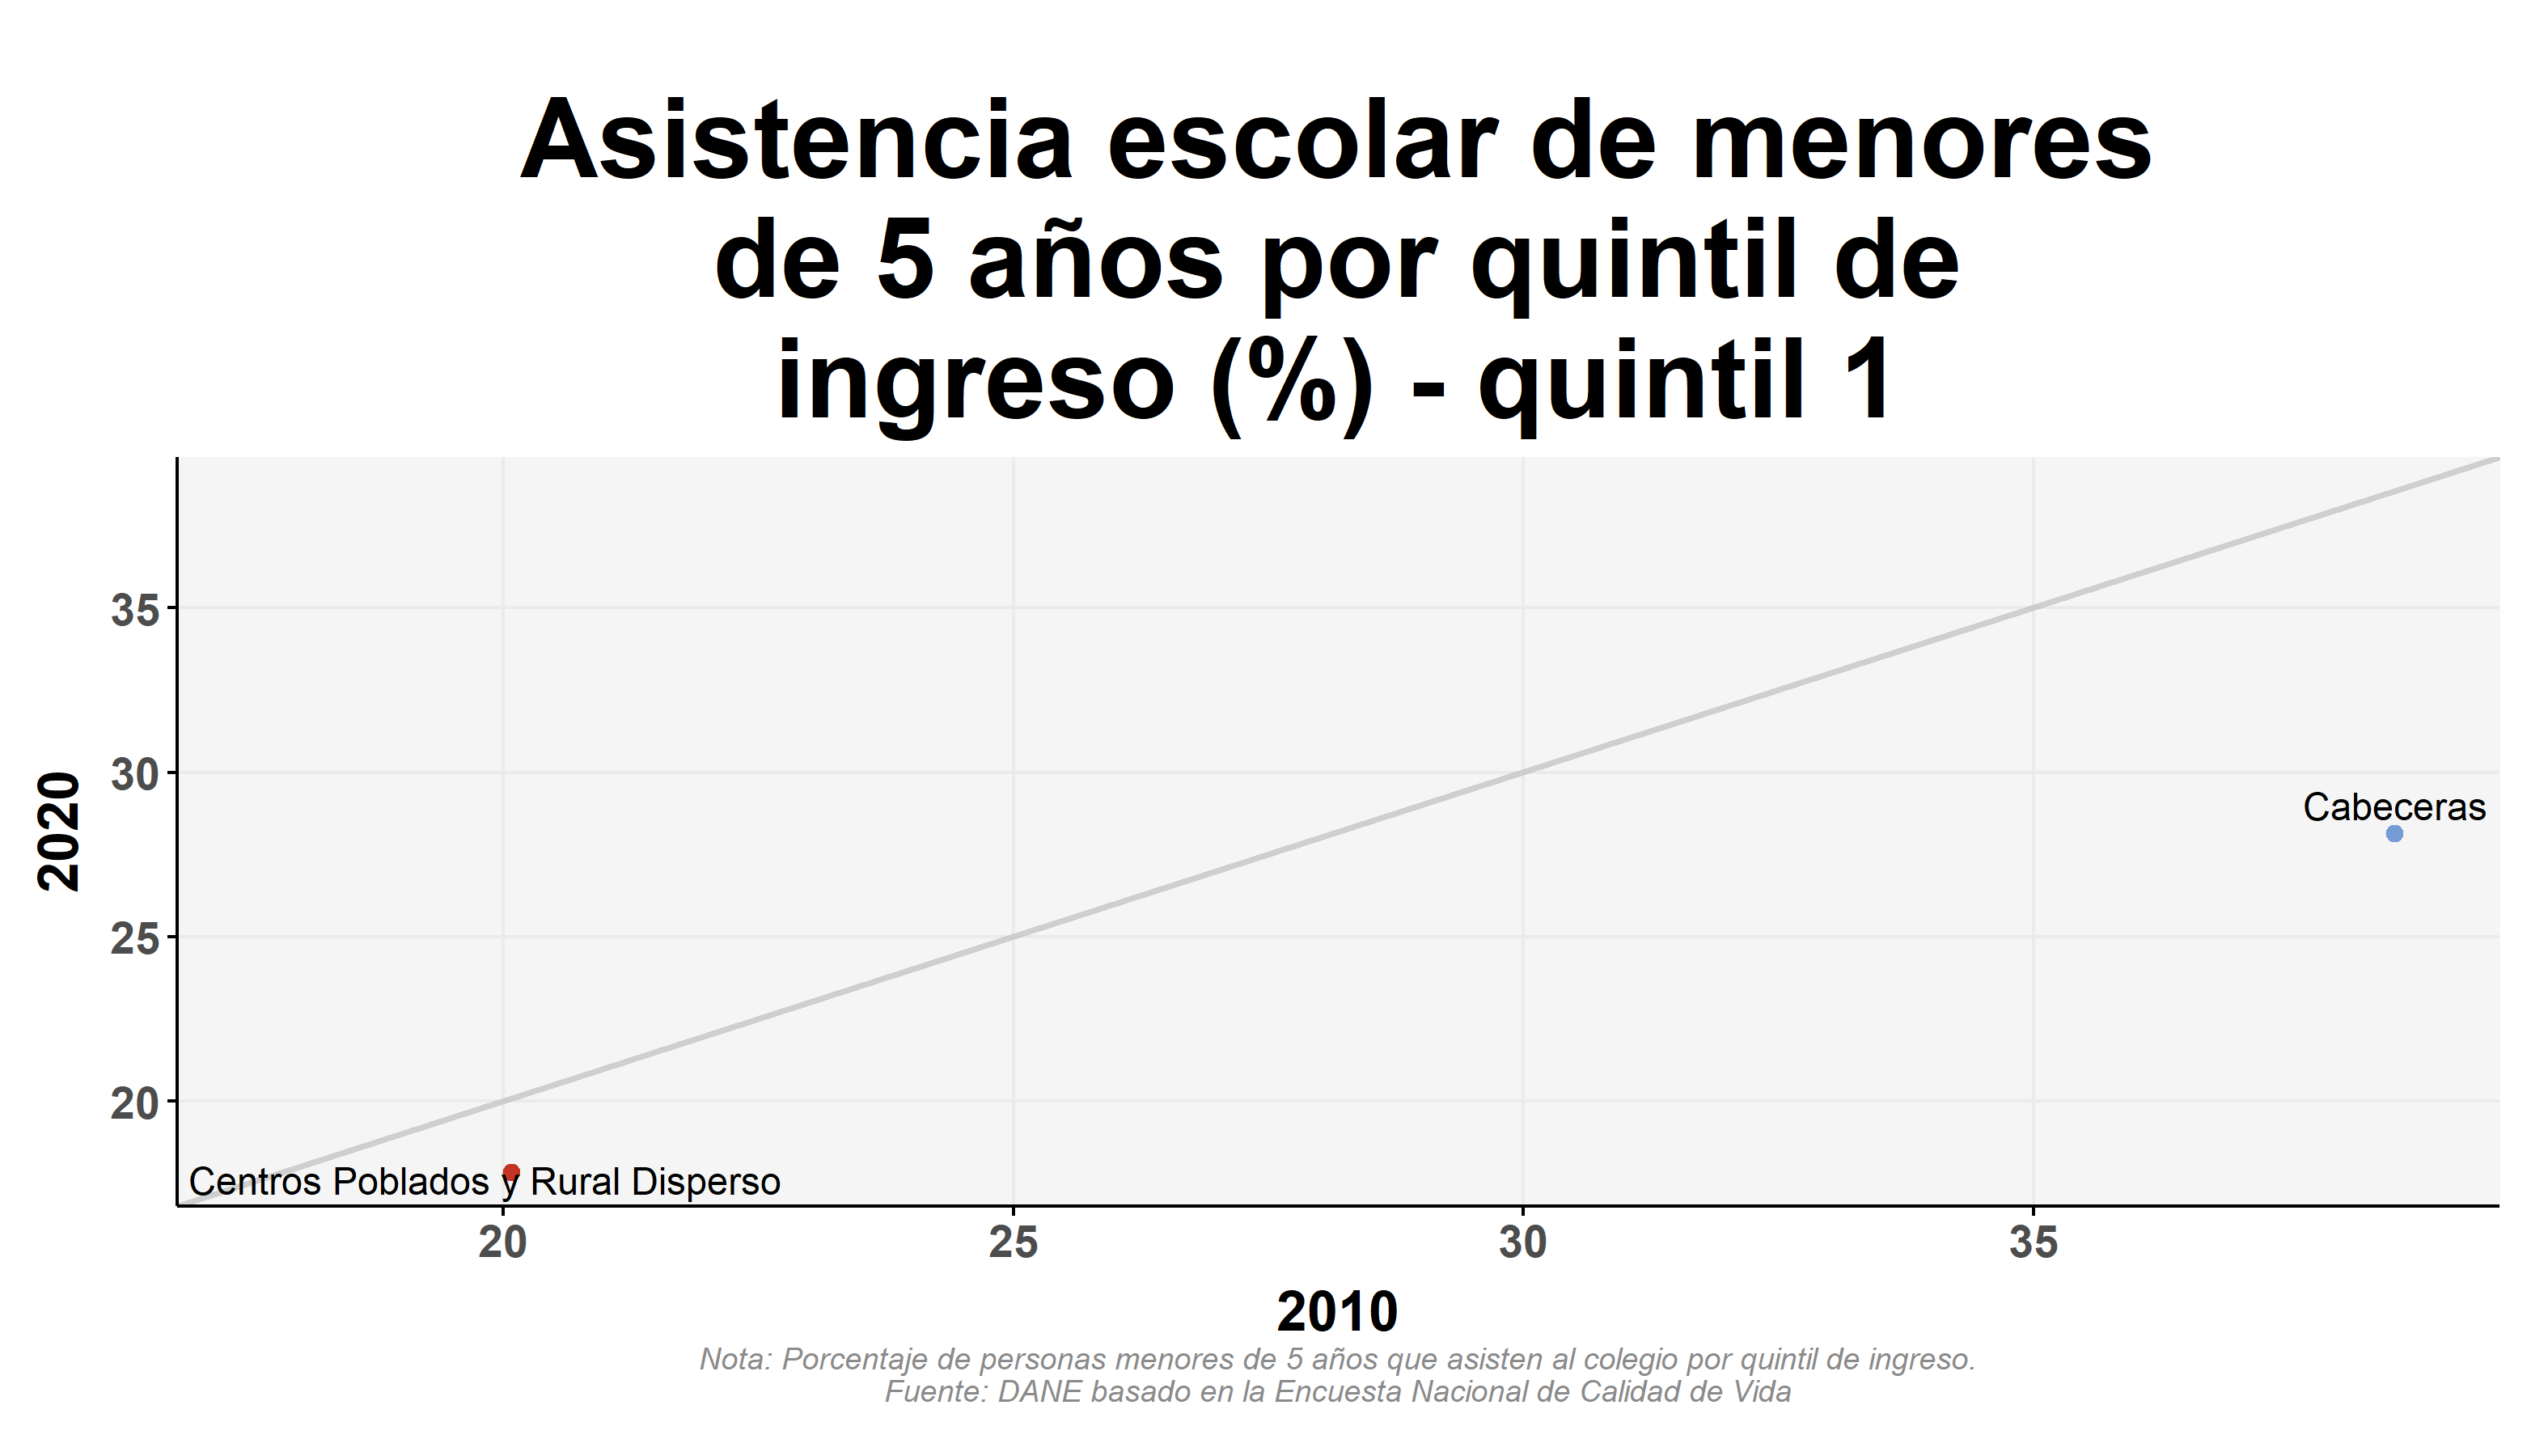 Asistencia escolar de menores
de 5 años por quintil de
ingreso (%) - quintil 1
35
30
25
20
2020
Cabeceras
Centros Poblados y Rural Disperso
20
25
30
35
2010
Nota: Porcentaje de personas menores de 5 años que asisten al colegio por quintil de ingreso.
Fuente: DANE basado en la Encuesta Nacional de Calidad de Vida